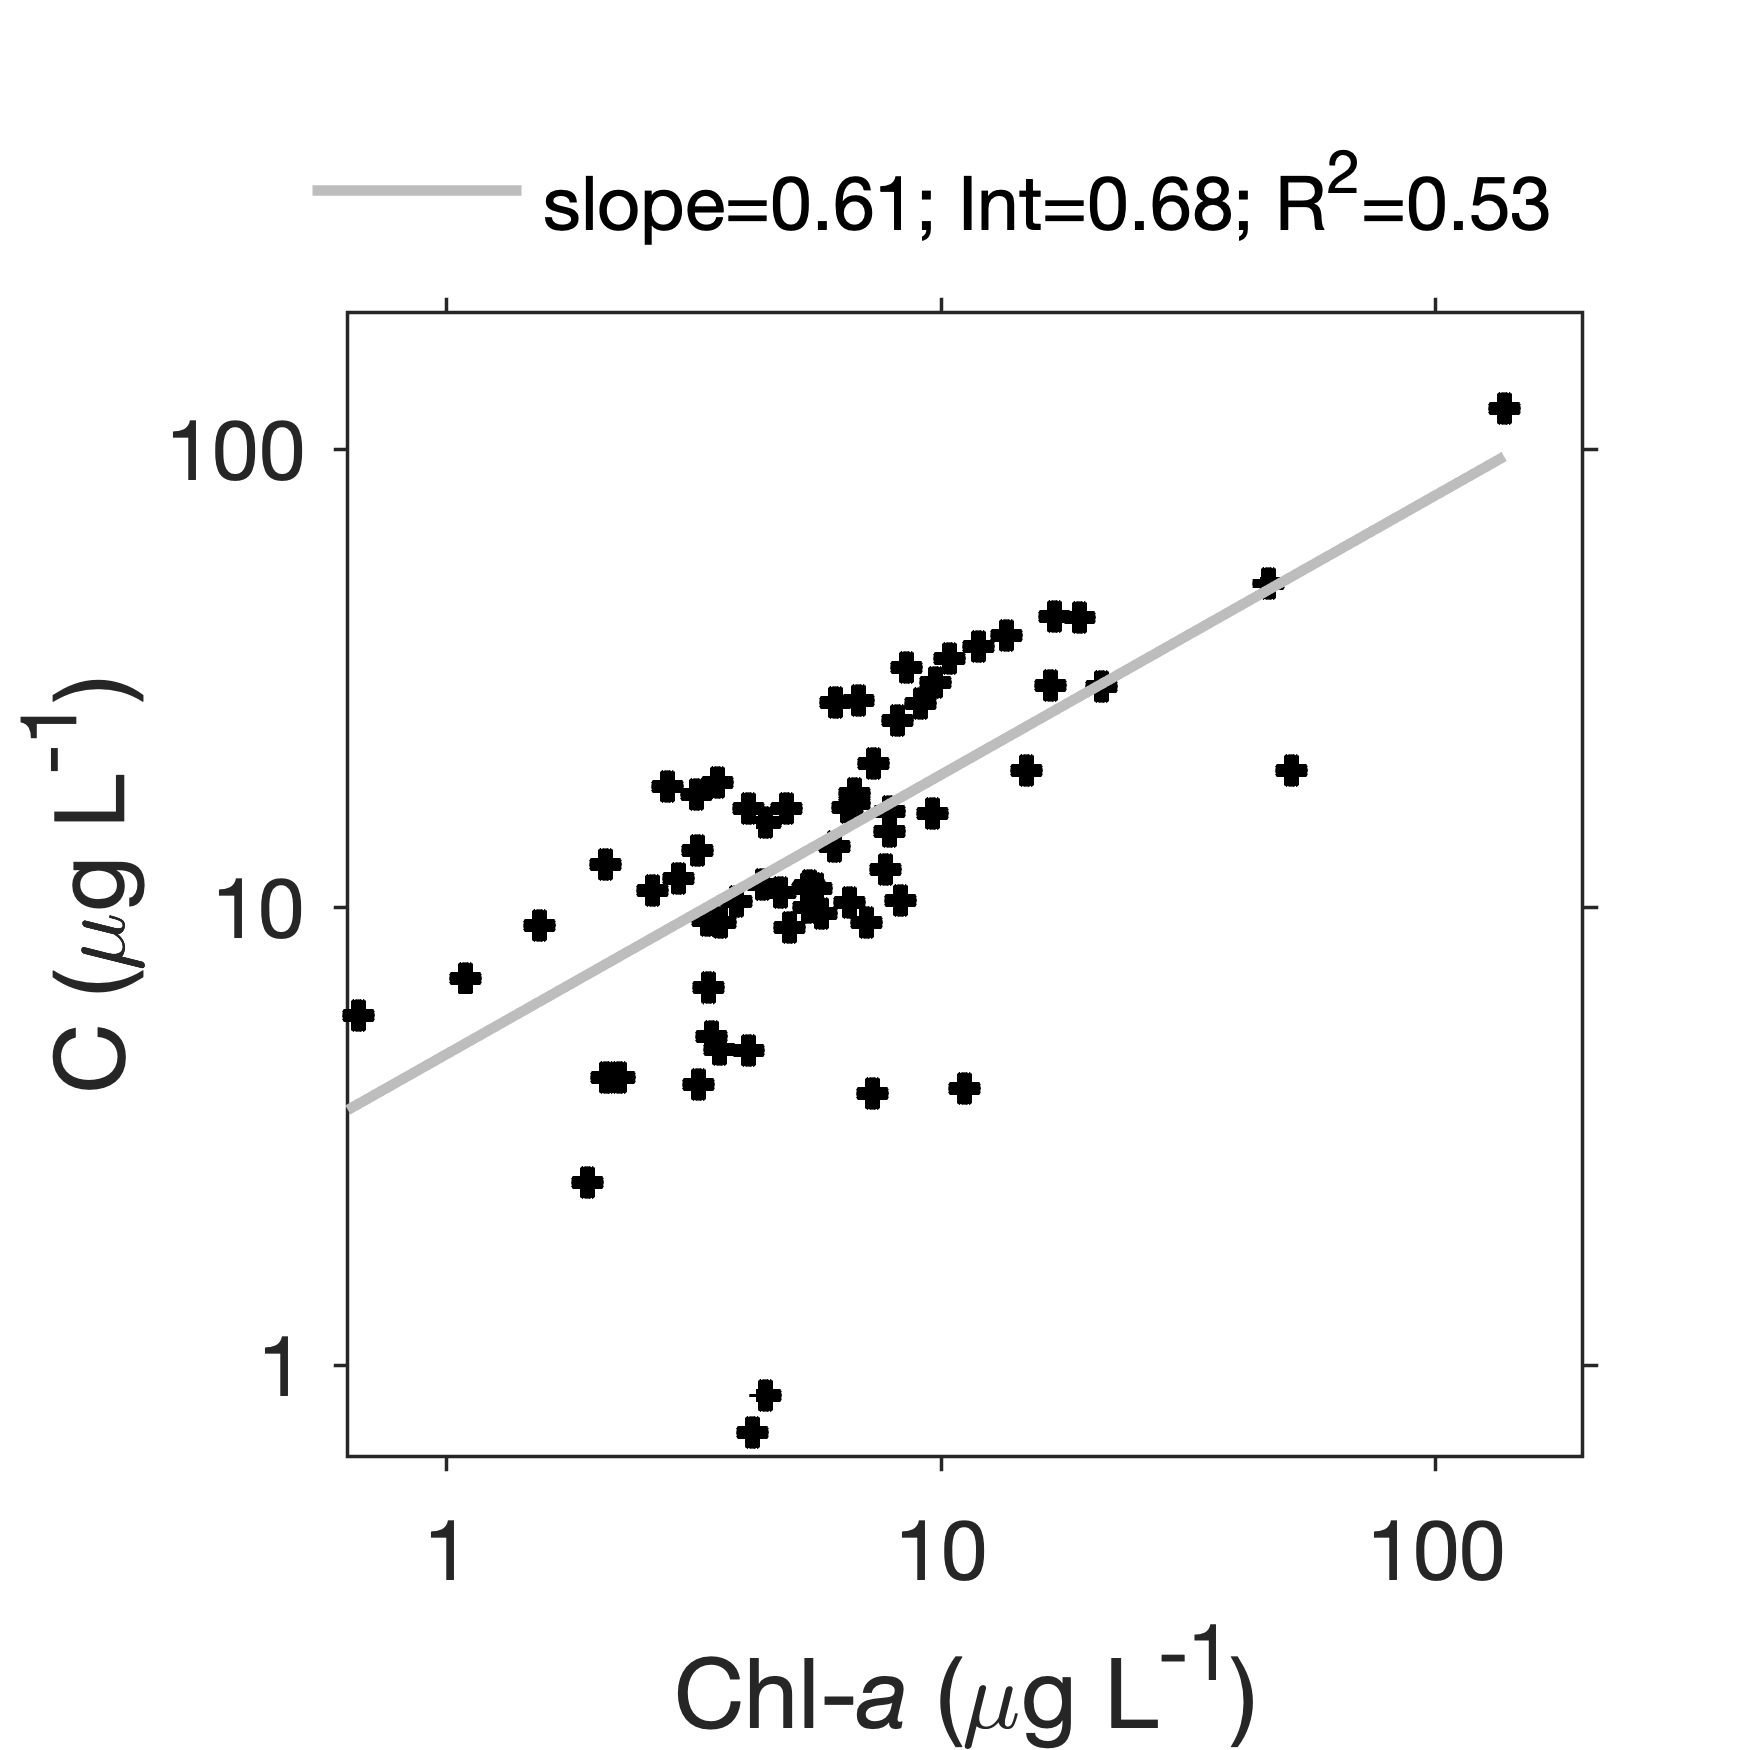 slope=0.61; Int=0.68; R²=0.53
100
10
1
C (μg L⁻¹)
1 10 100
Chl-a (μg L⁻¹)